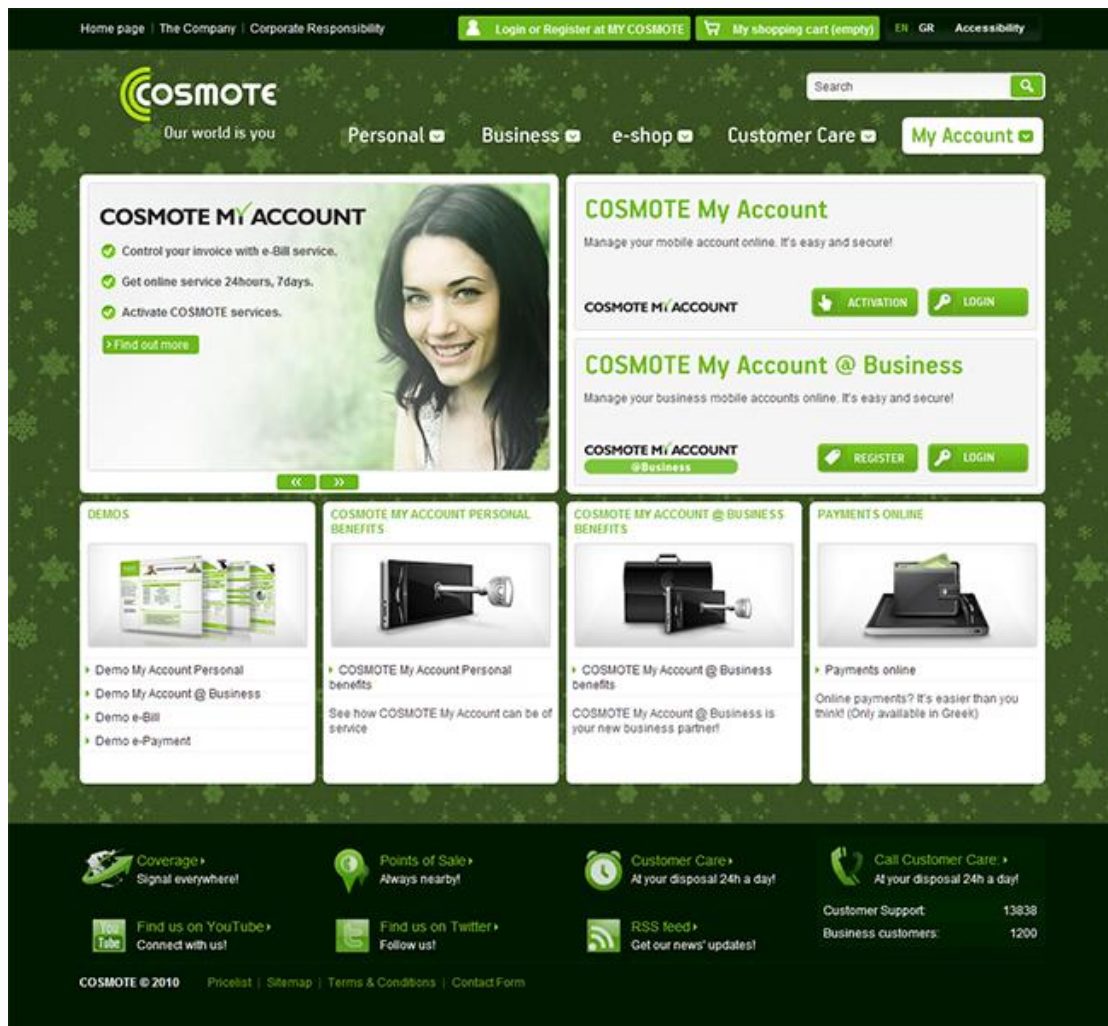 Home page | The Company | Corporate Responsibility
Login or Register at MY COSMOTE
My shopping cart (empty)
EN GR Accessibility
COSMOTE
Our world is you
Search
Personal
Business
e-shop
Customer Care
My Account
COSMOTE MY ACCOUNT
Control your invoice with e-Bill service.
Get online service 24hours, 7days.
Activate COSMOTE services.
› Find out more
« »
COSMOTE My Account
Manage your mobile account online. It's easy and secure!
COSMOTE MY ACCOUNT
ACTIVATION
LOGIN
COSMOTE My Account @ Business
Manage your business mobile accounts online. It's easy and secure!
COSMOTE MY ACCOUNT
@Business
REGISTER
LOGIN
DEMOS
Demo My Account Personal
Demo My Account @ Business
Demo e-Bill
Demo e-Payment
COSMOTE MY ACCOUNT PERSONAL
BENEFITS
COSMOTE My Account Personal
benefits
See how COSMOTE My Account can be of
service
COSMOTE MY ACCOUNT @ BUSINESS
BENEFITS
COSMOTE My Account @ Business
benefits
COSMOTE My Account @ Business is
your new business partner!
PAYMENTS ONLINE
Payments online
Online payments? It's easier than you
think! (Only available in Greek)
Coverage
Signal everywhere!
Points of Sale
Always nearby!
Customer Care
At your disposal 24h a day!
Call Customer Care.
At your disposal 24h a day!
Customer Support: 13838
Business customers: 1200
You
Tube
Find us on YouTube
Connect with us!
Find us on Twitter
Follow us!
RSS feed
Get our news' updates!
COSMOTE © 2010 Pricelist | Sitemap | Terms & Conditions | Contact Form